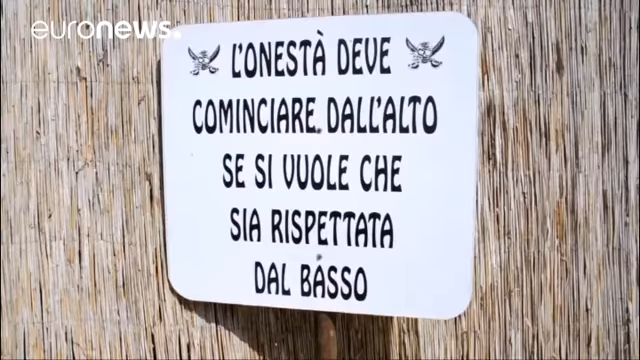 euronews.
L'ONESTÀ DEVE
COMINCIARE DALL'ALTO
SE SI VUOLE CHE
SIA RISPETTATA
DAL BASSO